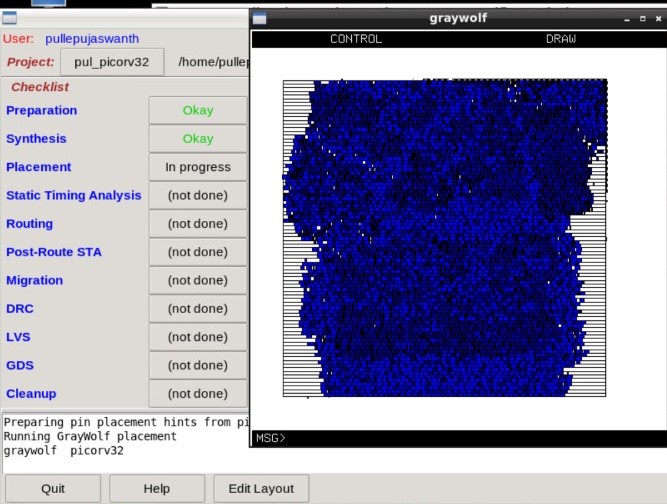 graywolf
CONTROL DRAW
User: pullepujaswanth
Project: pul_picorv32
Checklist
Preparation Okay
Synthesis Okay
Placement In progress
Static Timing Analysis (not done)
Routing (not done)
Post-Route STA (not done)
Migration (not done)
DRC (not done)
LVS (not done)
GDS (not done)
Cleanup (not done)
Preparing pin placement hints from pi
Running GrayWolf placement
graywolf picorv32
MSG>
Quit Help Edit Layout